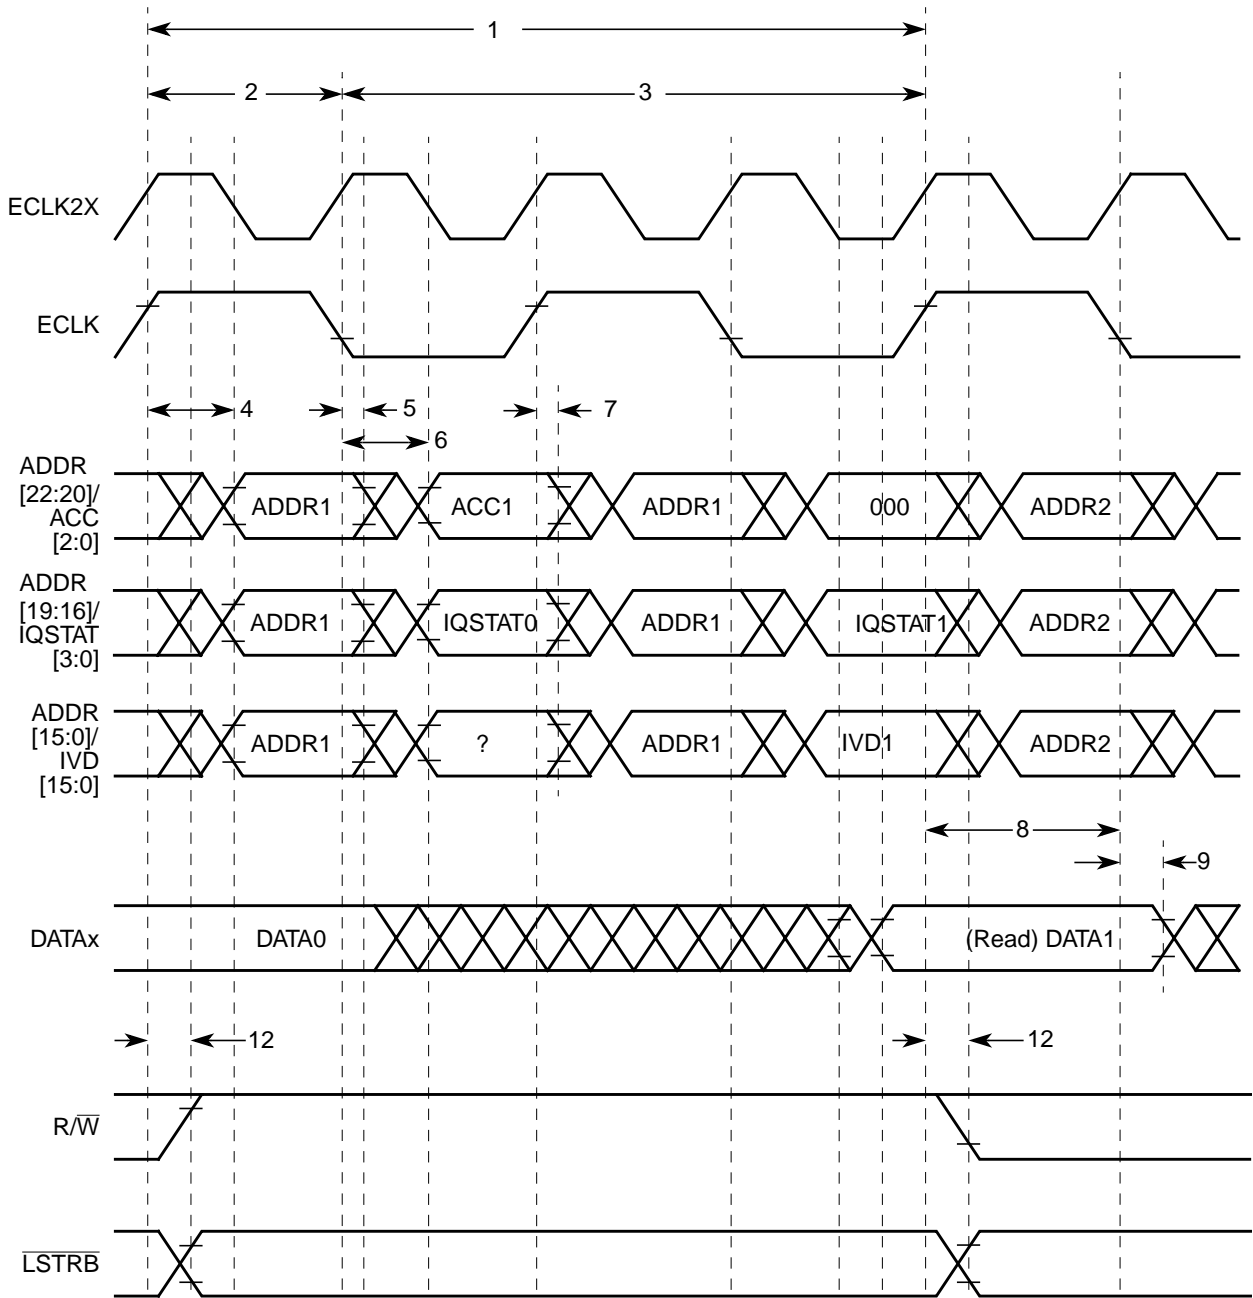 1
2
3
ECLK2X
ECLK
4
5
7
6
ADDR
[22:20]/
ACC
[2:0]
ADDR1
ACC1
ADDR1
000
ADDR2
ADDR
[19:16]/
IQSTAT
[3:0]
ADDR1
IQSTAT0
ADDR1
IQSTAT1
ADDR2
ADDR
[15:0]/
IVD
[15:0]
ADDR1
?
ADDR1
IVD1
ADDR2
8
9
DATAx
DATA0
(Read) DATA1
12
12
R/W̅
L̅S̅T̅R̅B̅